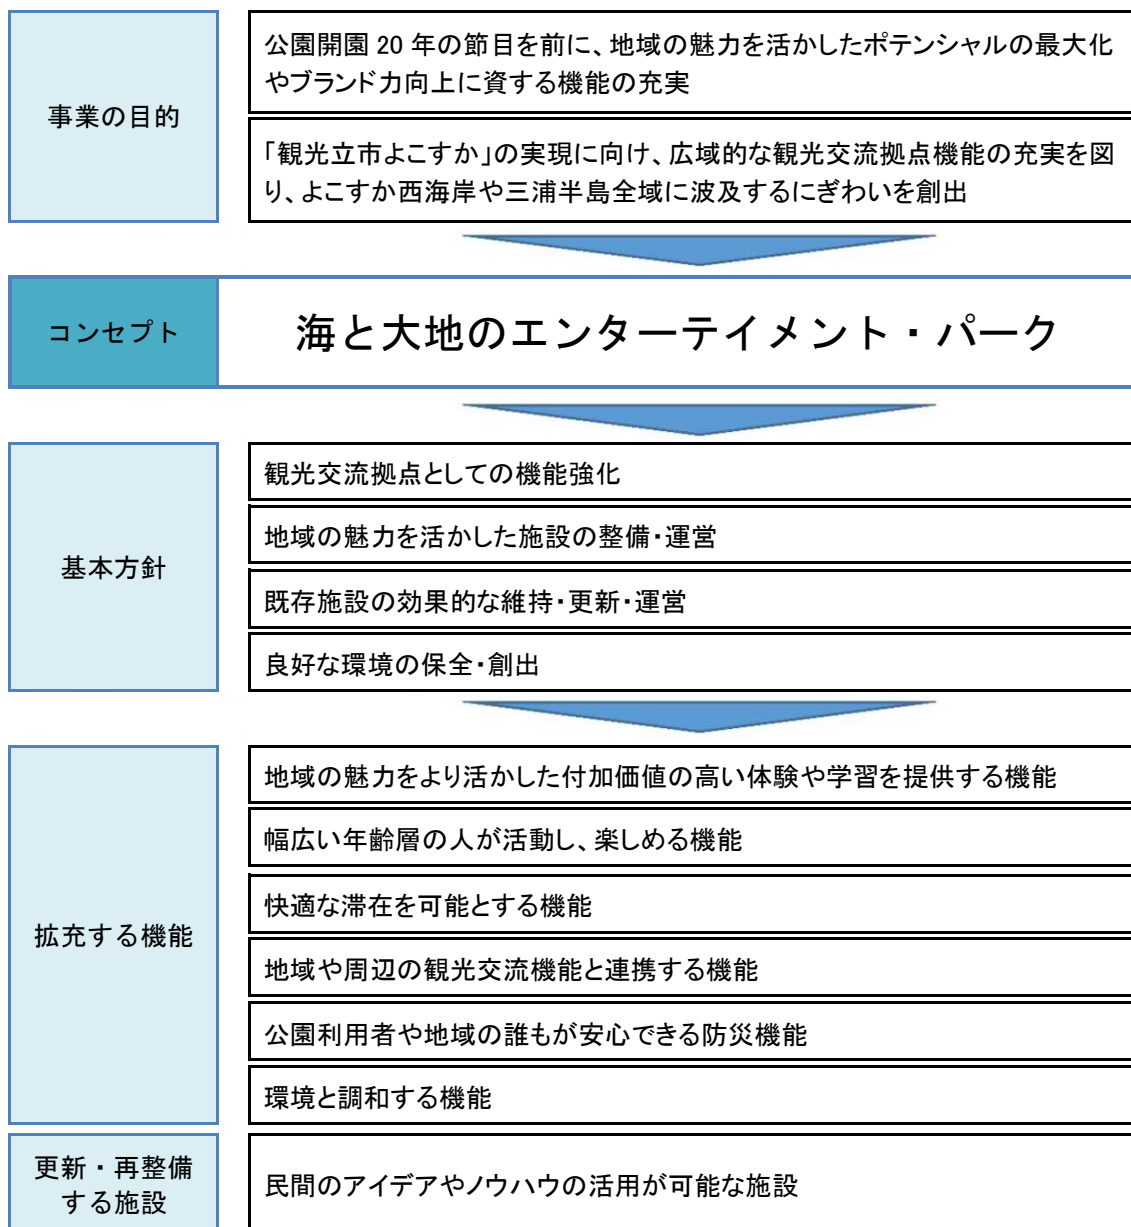 事業の目的
公園開園 20 年の節目を前に、地域の魅力を活かしたポテンシャルの最大化
やブランド力向上に資する機能の充実
「観光立市よこすか」の実現に向け、広域的な観光交流拠点機能の充実を図
り、よこすか西海岸や三浦半島全域に波及するにぎわいを創出
コンセプト
海と大地のエンターテイメント・パーク
基本方針
観光交流拠点としての機能強化
地域の魅力を活かした施設の整備・運営
既存施設の効果的な維持・更新・運営
良好な環境の保全・創出
拡充する機能
地域の魅力をより活かした付加価値の高い体験や学習を提供する機能
幅広い年齢層の人が活動し、楽しめる機能
快適な滞在を可能とする機能
地域や周辺の観光交流機能と連携する機能
公園利用者や地域の誰もが安心できる防災機能
環境と調和する機能
更新・再整備
する施設
民間のアイデアやノウハウの活用が可能な施設